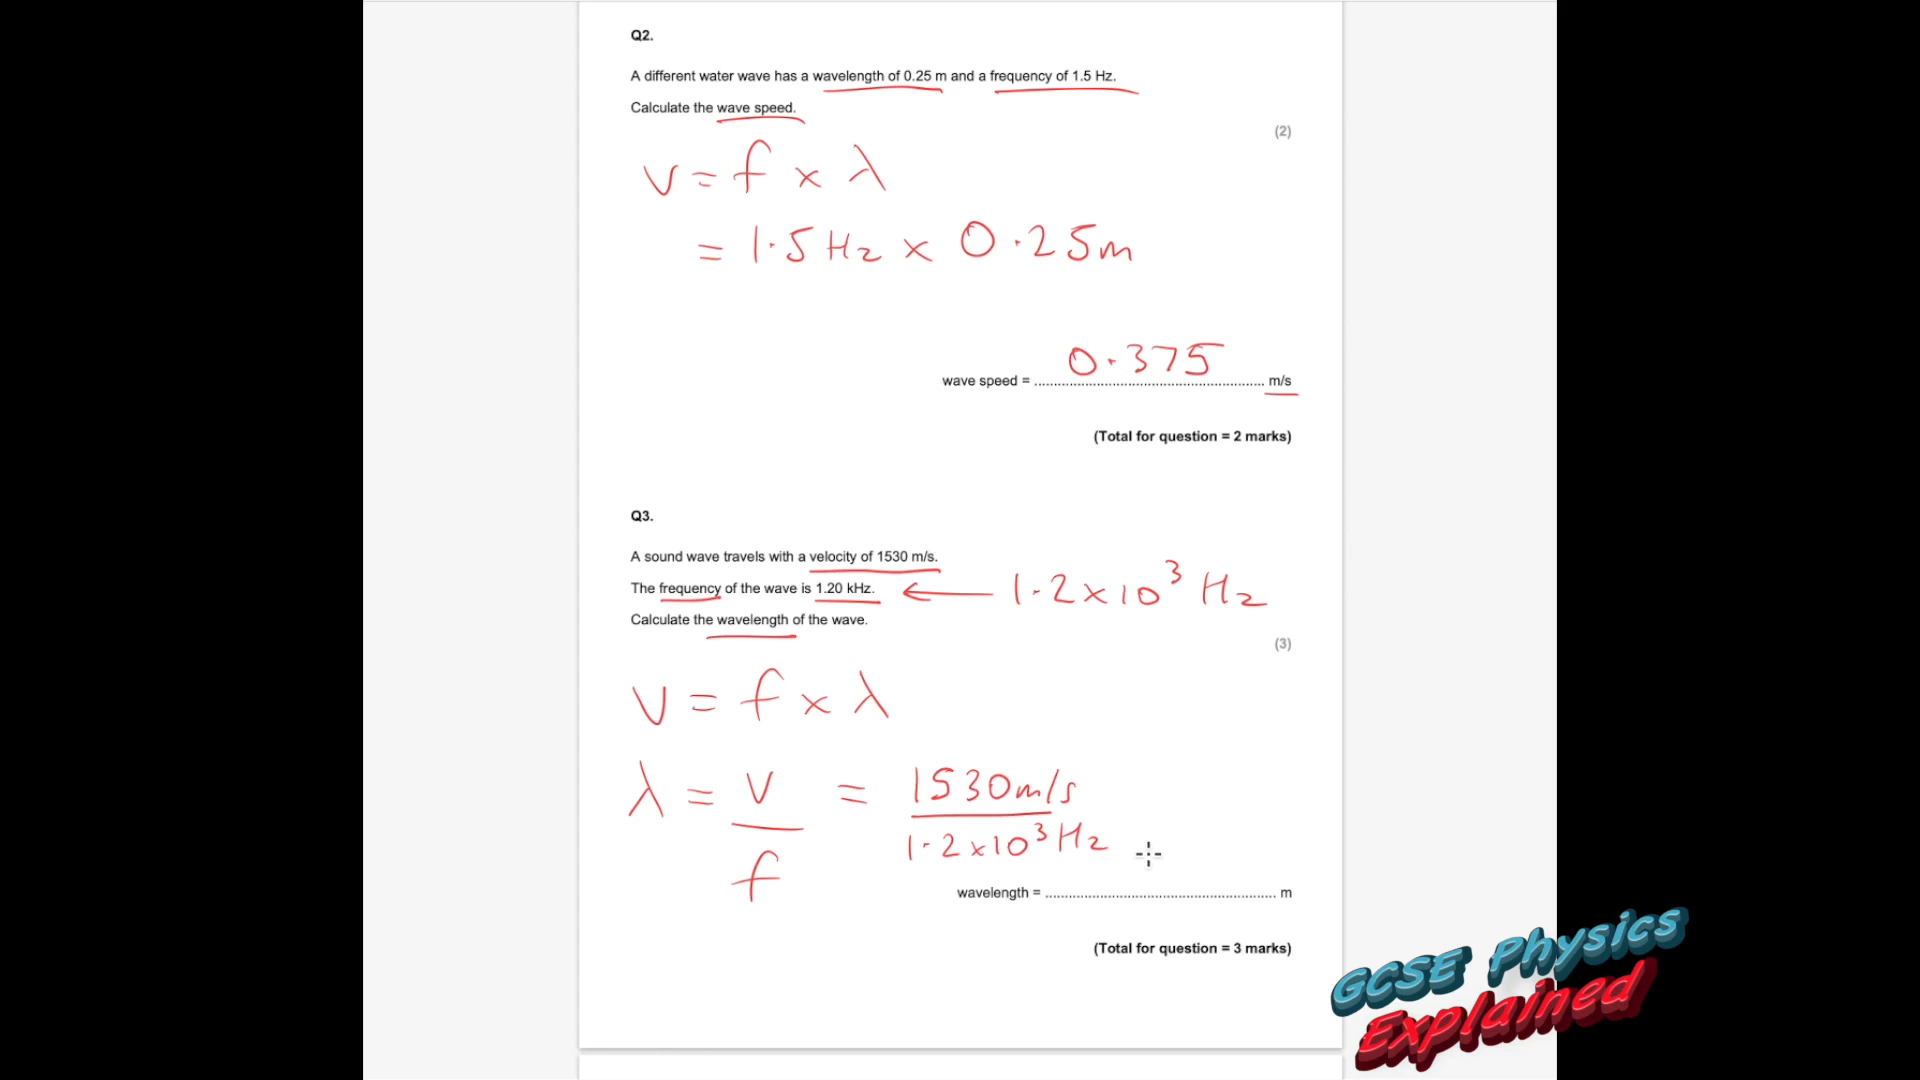 Q2.
A different water wave has a wavelength of 0.25 m and a frequency of 1.5 Hz.
Calculate the wave speed.
(2)
v = f × λ
= 1.5 Hz × 0.25 m
0.375
wave speed = ........................................................... m/s
(Total for question = 2 marks)
Q3.
A sound wave travels with a velocity of 1530 m/s.
The frequency of the wave is 1.20 kHz. ← 1.2 × 10³ Hz
Calculate the wavelength of the wave.
(3)
v = f × λ
λ = v / f = 1530 m/s / 1.2 × 10³ Hz
wavelength = ........................................................... m
(Total for question = 3 marks)
GCSE Physics
Explained